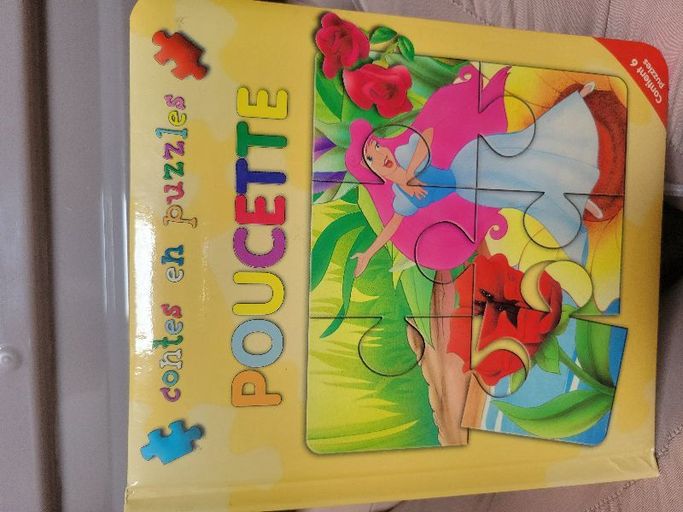 contes en puzzles
POUCETTE
Contient 6
puzzles